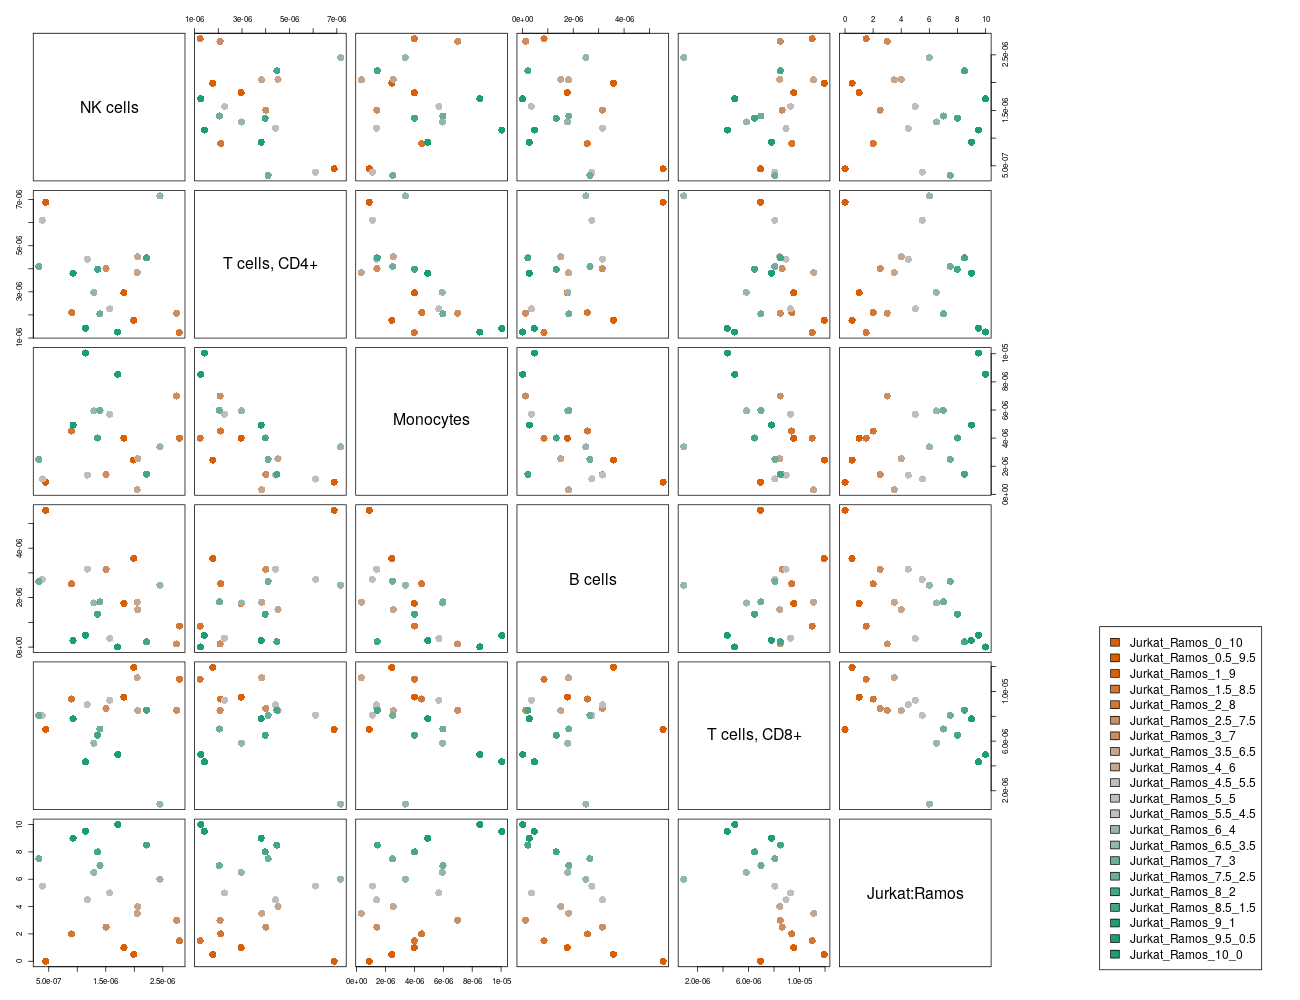 1e-06 3e-06 5e-06 7e-06 0e+00 2e-06 4e-06 0 2 4 6 8 10
NK cells
5.0e-07 1.5e-06 2.5e-06
T cells, CD4+
1e-06 3e-06 5e-06 7e-06
Monocytes
0e+00 2e-06 4e-06 6e-06 8e-06 1e-05
B cells
0e+00 2e-06 4e-06
T cells, CD8+
2.0e-06 6.0e-06 1.0e-05
Jurkat:Ramos
0 2 4 6 8 10
5.0e-07 1.5e-06 2.5e-06 0e+00 2e-06 4e-06 6e-06 8e-06 1e-05 2.0e-06 6.0e-06 1.0e-05
Jurkat_Ramos_0_10
Jurkat_Ramos_0.5_9.5
Jurkat_Ramos_1_9
Jurkat_Ramos_1.5_8.5
Jurkat_Ramos_2_8
Jurkat_Ramos_2.5_7.5
Jurkat_Ramos_3_7
Jurkat_Ramos_3.5_6.5
Jurkat_Ramos_4_6
Jurkat_Ramos_4.5_5.5
Jurkat_Ramos_5_5
Jurkat_Ramos_5.5_4.5
Jurkat_Ramos_6_4
Jurkat_Ramos_6.5_3.5
Jurkat_Ramos_7_3
Jurkat_Ramos_7.5_2.5
Jurkat_Ramos_8_2
Jurkat_Ramos_8.5_1.5
Jurkat_Ramos_9_1
Jurkat_Ramos_9.5_0.5
Jurkat_Ramos_10_0